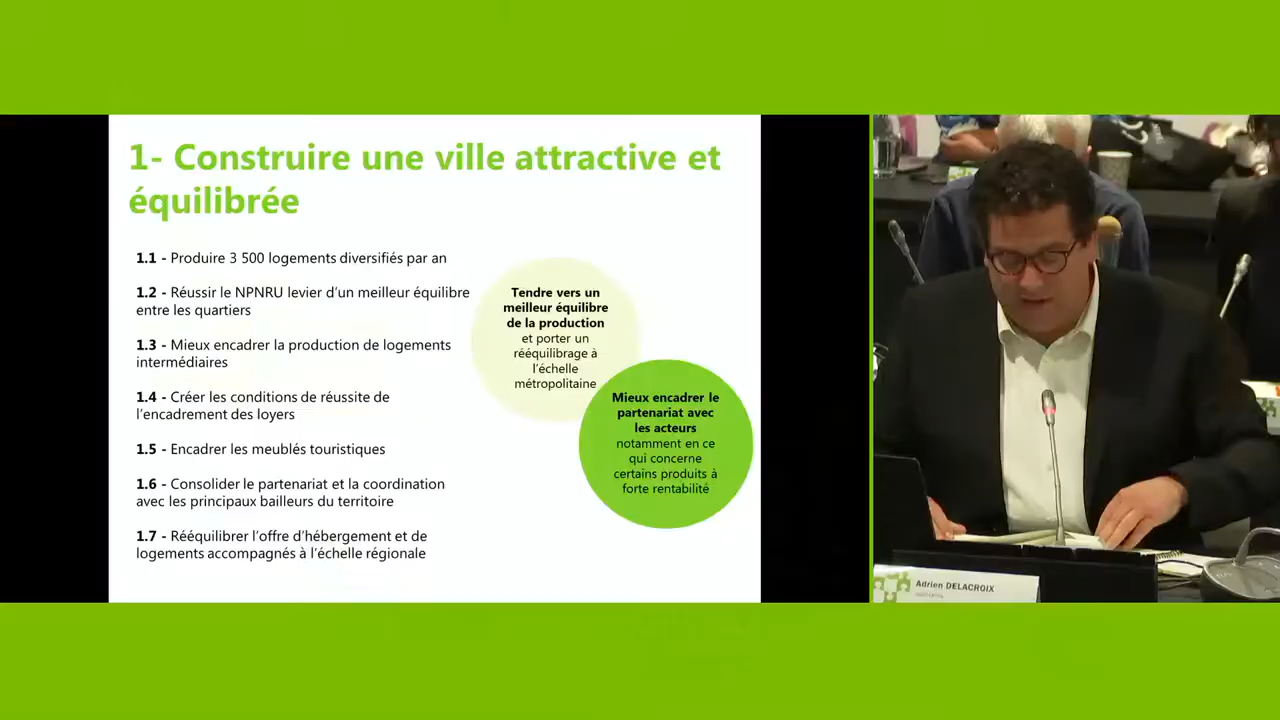 1- Construire une ville attractive et
équilibrée
1.1 - Produire 3 500 logements diversifiés par an
1.2 - Réussir le NPNRU levier d'un meilleur équilibre
entre les quartiers
1.3 - Mieux encadrer la production de logements
intermédiaires
1.4 - Créer les conditions de réussite de
l'encadrement des loyers
1.5 - Encadrer les meublés touristiques
1.6 - Consolider le partenariat et la coordination
avec les principaux bailleurs du territoire
1.7 - Rééquilibrer l'offre d'hébergement et de
logements accompagnés à l'échelle régionale
Tendre vers un
meilleur équilibre
de la production
et porter un
rééquilibrage à
l'échelle
métropolitaine
Mieux encadrer le
partenariat avec
les acteurs
notamment en ce
qui concerne
certains produits à
forte rentabilité
Adrien DELACROIX